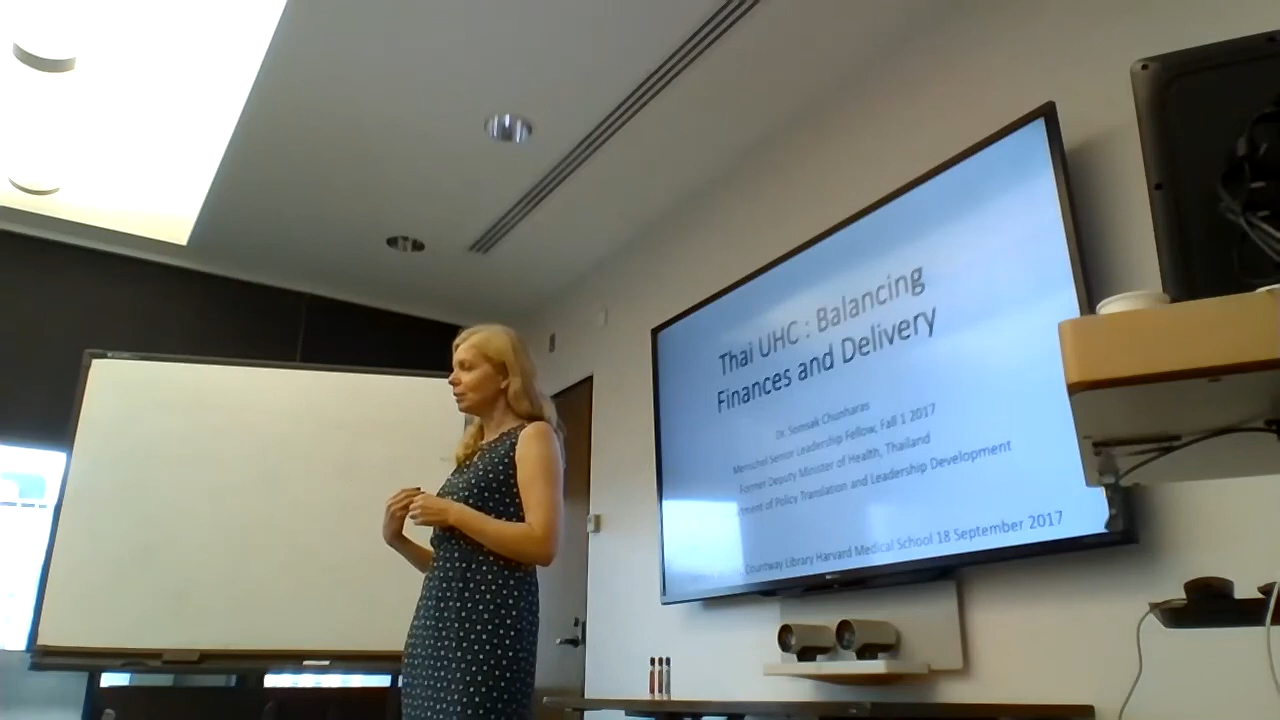 Thai UHC : Balancing
Finances and Delivery
Dr. Somsak Chunharas
Menschel Senior Leadership Fellow, Fall 1 2017
Former Deputy Minister of Health, Thailand
of Policy Translation and Leadership Development
Countway Library Harvard Medical School 18 September 2017